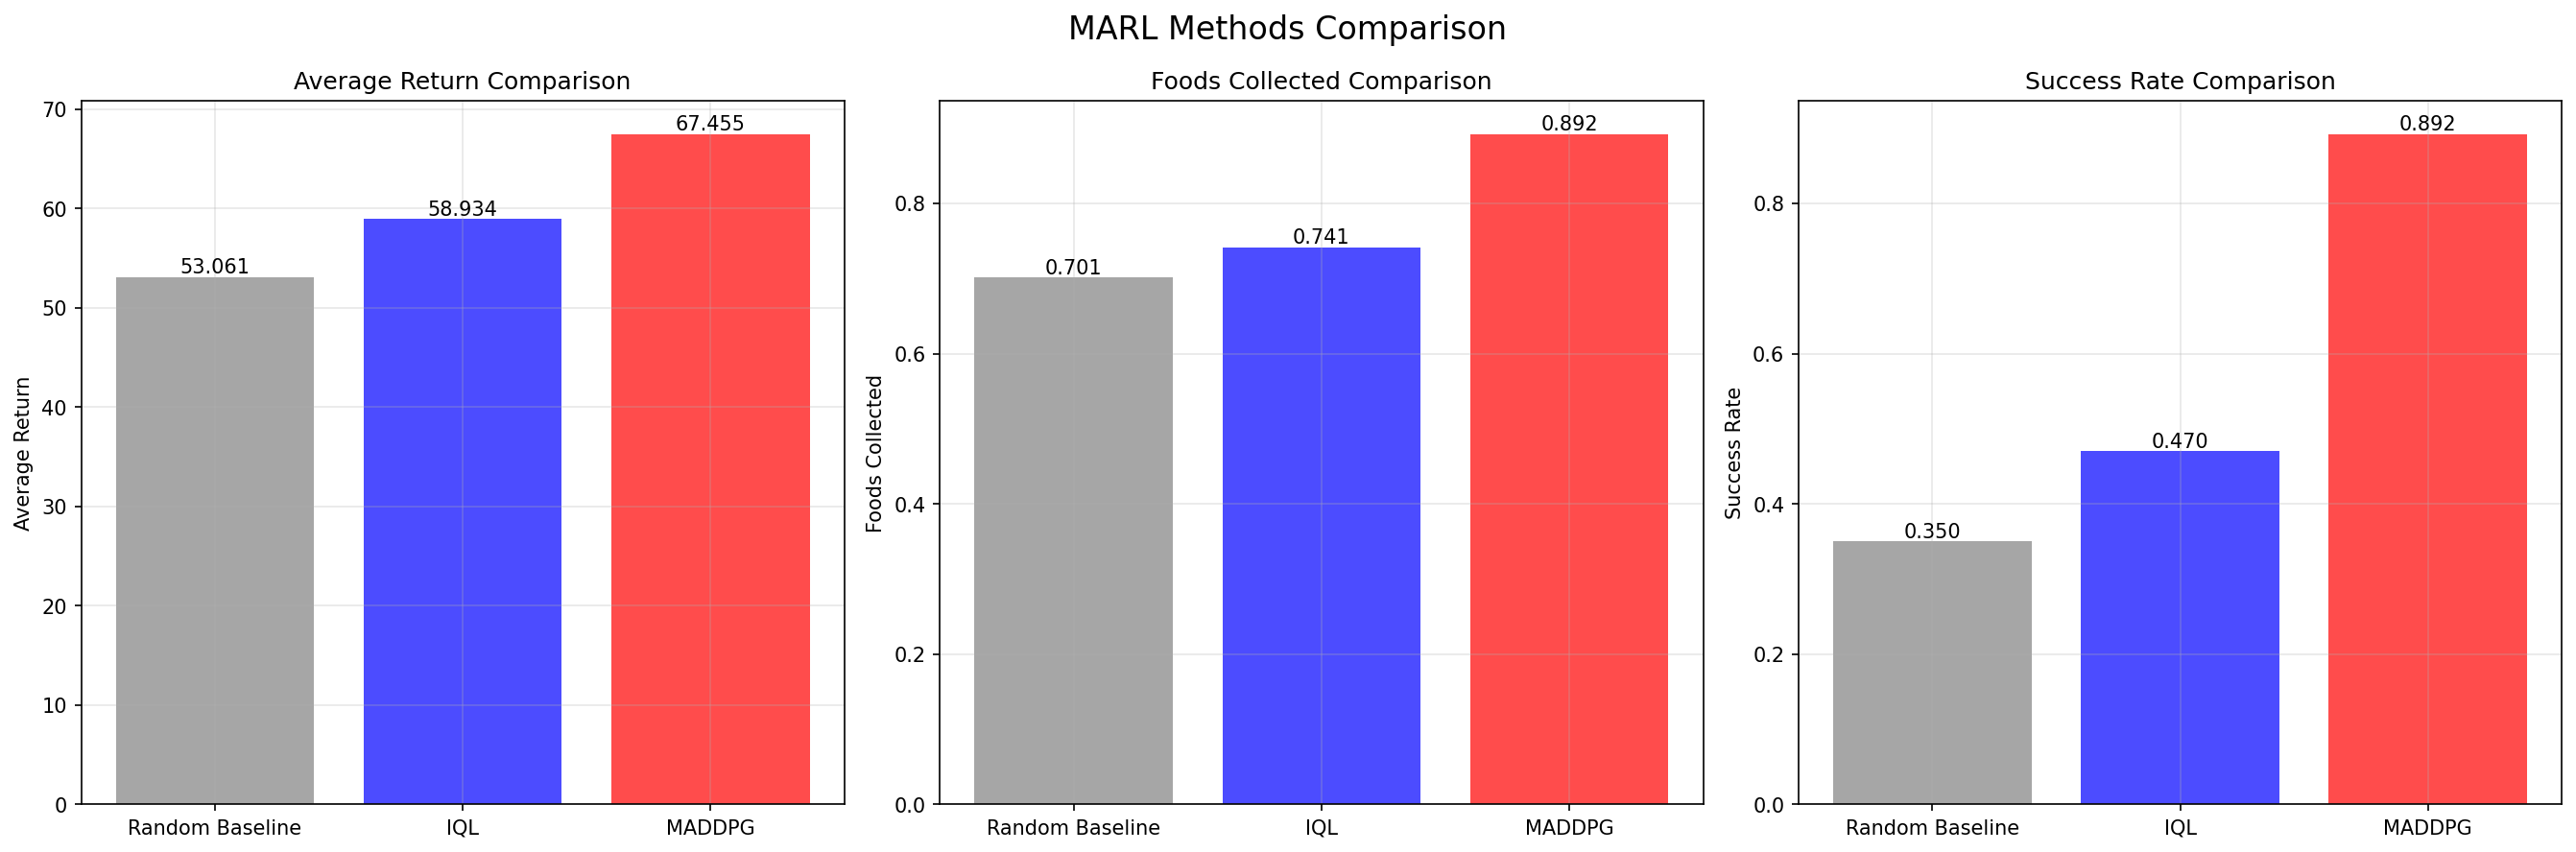 MARL Methods Comparison
Average Return Comparison
Average Return
70
60
50
40
30
20
10
0
53.061
58.934
67.455
Random Baseline
IQL
MADDPG
Foods Collected Comparison
Foods Collected
0.8
0.6
0.4
0.2
0.0
0.701
0.741
0.892
Random Baseline
IQL
MADDPG
Success Rate Comparison
Success Rate
0.8
0.6
0.4
0.2
0.0
0.350
0.470
0.892
Random Baseline
IQL
MADDPG